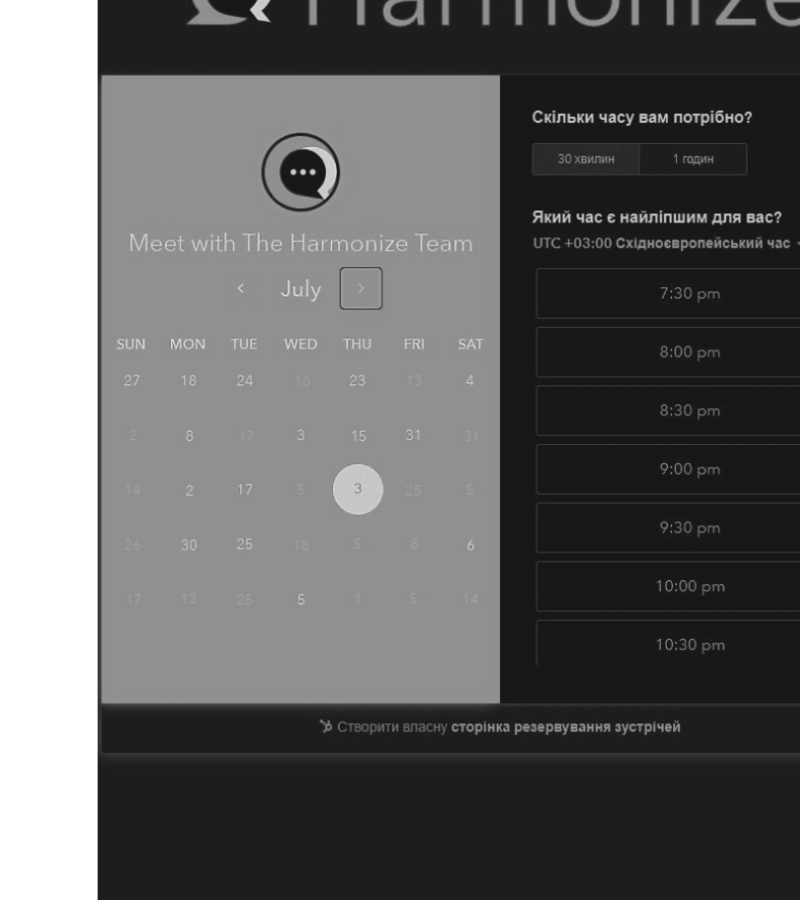 Harmonize
Meet with The Harmonize Team
‹ July ›
SUN MON TUE WED THU FRI SAT
27 18 24 10 23 13 4
2 8 17 3 15 31 31
14 2 17 5 3 25 5
26 30 25 18 5 8 6
17 13 25 5 1 5 14
Скільки часу вам потрібно?
30 хвилин 1 годин
Який час є найліпшим для вас?
UTC +03:00 Східноєвропейський час
7:30 pm
8:00 pm
8:30 pm
9:00 pm
9:30 pm
10:00 pm
10:30 pm
Створити власну сторінка резервування зустрічей